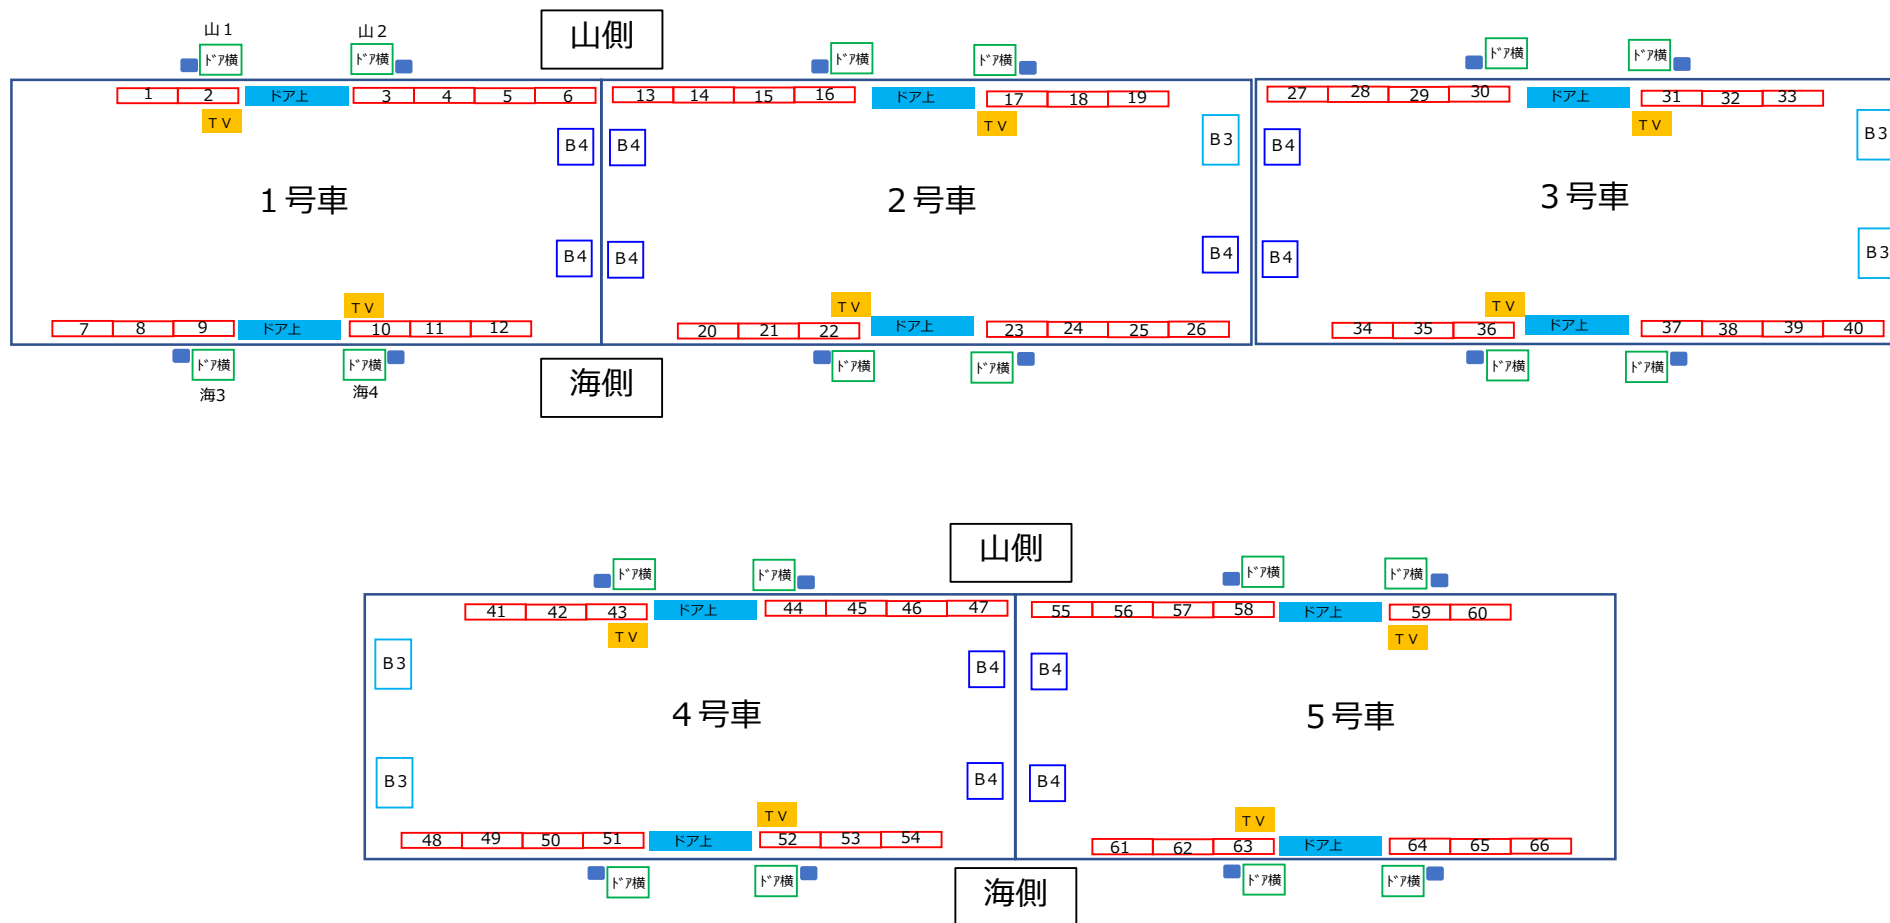 山1 山2 山側
ドア横 ドア横 ドア横 ドア横 ドア横 ドア横
1 2 ドア上 3 4 5 6 13 14 15 16 ドア上 17 18 19 27 28 29 30 ドア上 31 32 33
TV TV TV
B4 B4 B3 B4 B3
1号車 2号車 3号車
B4 B4 B4 B4 B3
TV TV TV
7 8 9 ドア上 10 11 12 20 21 22 ドア上 23 24 25 26 34 35 36 ドア上 37 38 39 40
ドア横 ドア横 ドア横 ドア横 ドア横 ドア横
海3 海4 海側
山側
ドア横 ドア横 ドア横 ドア横
41 42 43 ドア上 44 45 46 47 55 56 57 58 ドア上 59 60
TV TV
B3 B4 B4
4号車 5号車
B3 B4 B4
TV TV
48 49 50 51 ドア上 52 53 54 61 62 63 ドア上 64 65 66
ドア横 ドア横 ドア横 ドア横
海側